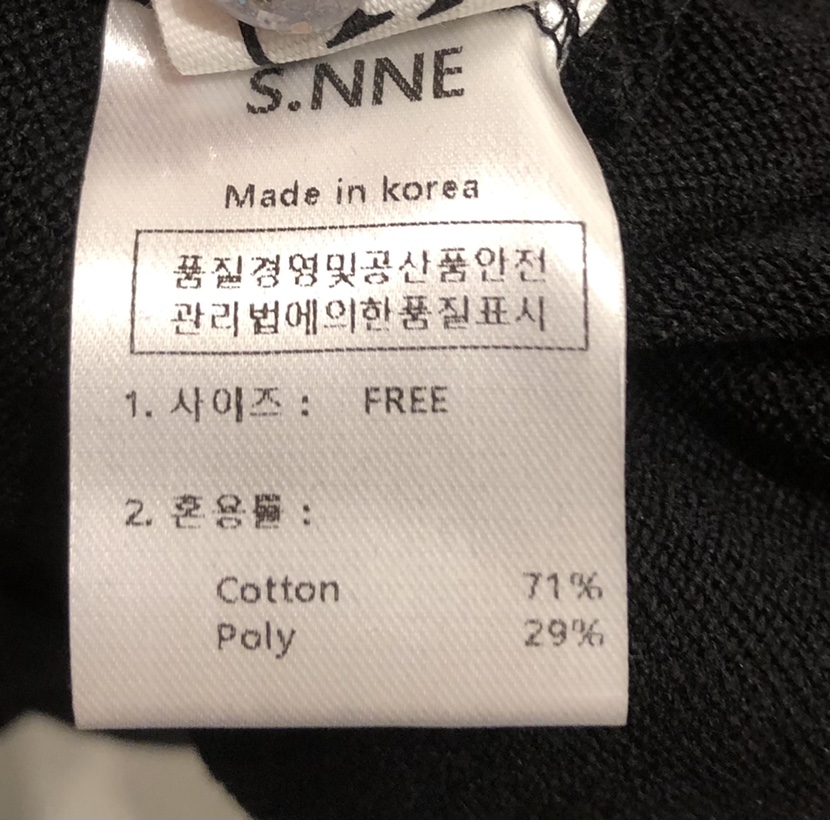 S.NNE
Made in korea
품질경영및공산품안전
관리법에의한품질표시
1. 사이즈 : FREE
2. 혼용률 :
Cotton 71%
Poly 29%